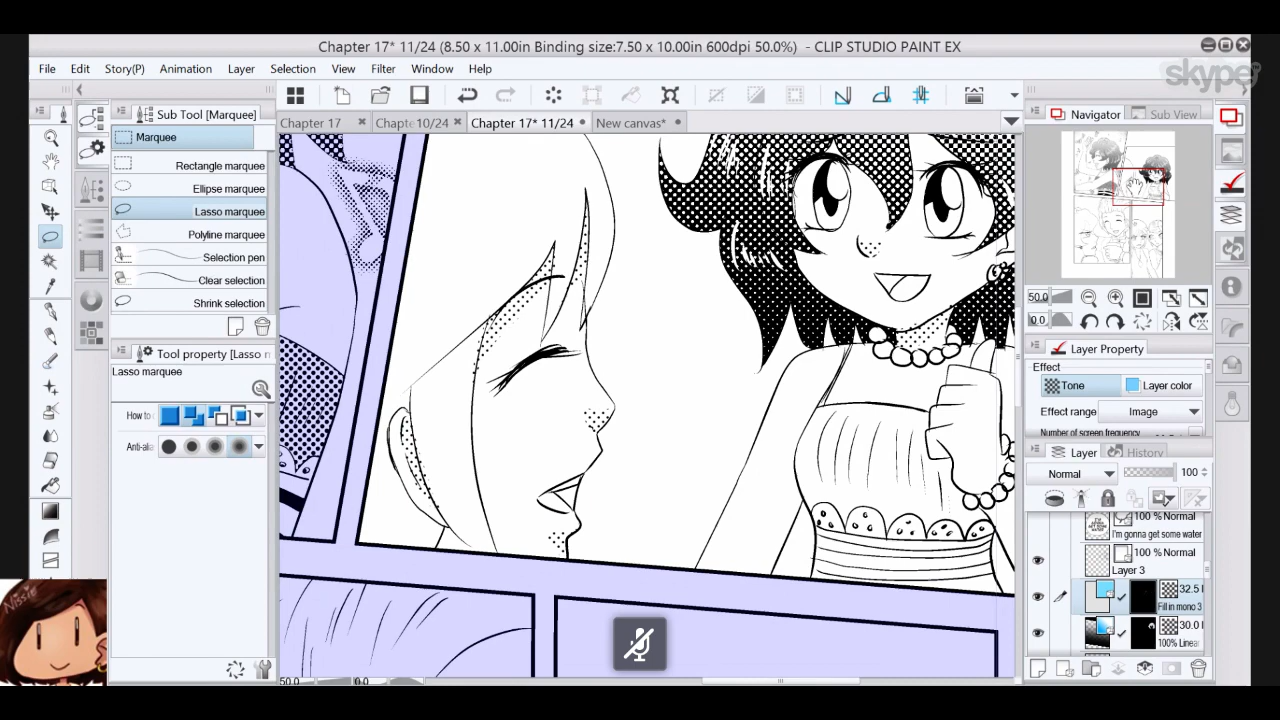 Chapter 17* 11/24 (8.50 x 11.00in Binding size:7.50 x 10.00in 600dpi 50.0%) - CLIP STUDIO PAINT EX
File Edit Story(P) Animation Layer Selection View Filter Window Help
skype
Sub Tool [Marquee]
Marquee
Rectangle marquee
Ellipse marquee
Lasso marquee
Polyline marquee
Selection pen
Clear selection
Shrink selection
Tool property [Lasso
Lasso marquee
How to
Anti-ali
Chapter 17 Chapte 10/24 Chapter 17* 11/24 New canvas*
Nissie
50.0 0.0
Navigator Sub View
50.0
0.0
Layer Property
Effect
Tone Layer color
Effect range Image
Number of screen frequency
Layer History
Normal 100
I'M GONNA GET SOME WATER
100 % Normal
I'm gonna get some water
100 % Normal
Layer 3
32.5
Fill in mono 3
30.0
100% Linear